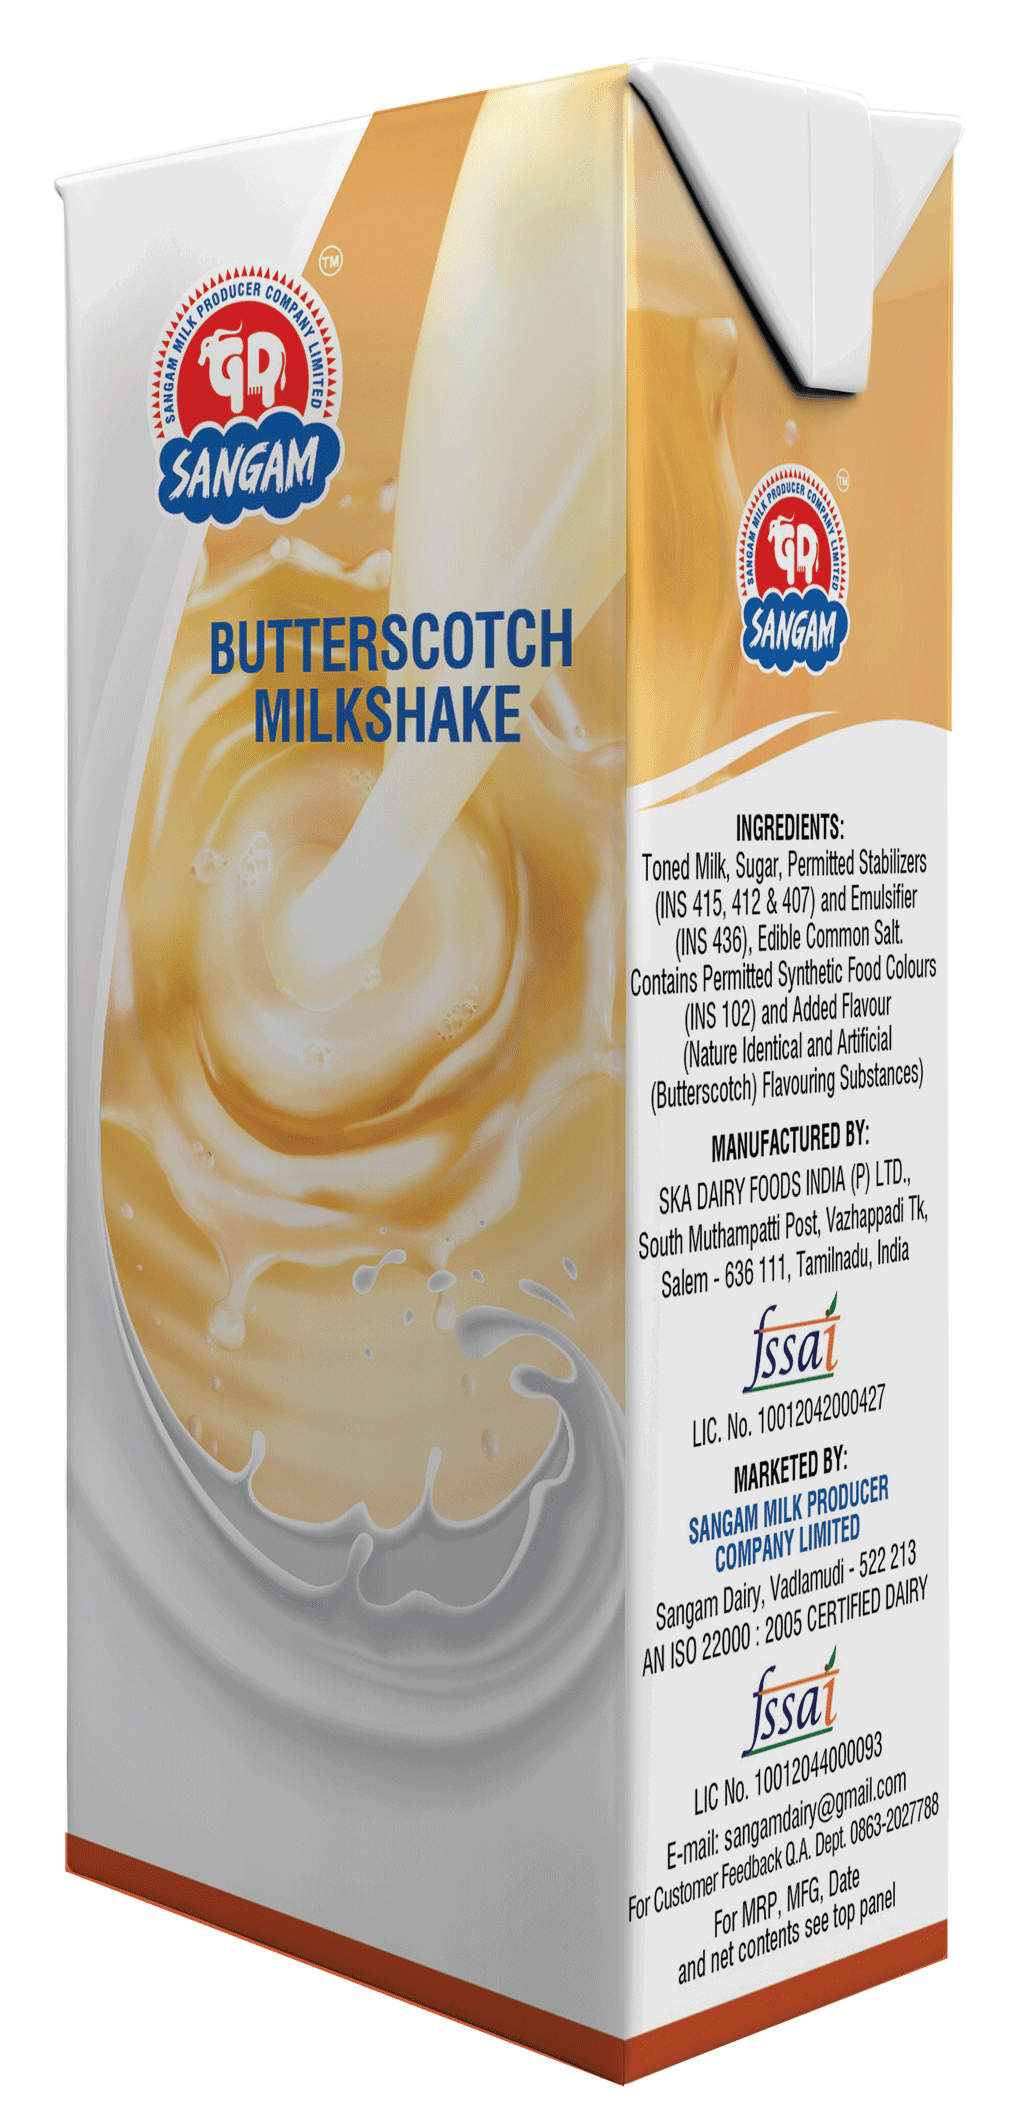 TM
SANGAM MILK PRODUCER COMPANY LIMITED
SANGAM
BUTTERSCOTCH
MILKSHAKE
TM
SANGAM MILK PRODUCER COMPANY LIMITED
SANGAM
INGREDIENTS:
Toned Milk, Sugar, Permitted Stabilizers
(INS 415, 412 & 407) and Emulsifier
(INS 436), Edible Common Salt.
Contains Permitted Synthetic Food Colours
(INS 102) and Added Flavour
(Nature Identical and Artificial
(Butterscotch) Flavouring Substances)
MANUFACTURED BY:
SKA DAIRY FOODS INDIA (P) LTD.,
South Muthampatti Post, Vazhappadi Tk,
Salem - 636 111, Tamilnadu, India
fssai
LIC. No. 10012042000427
MARKETED BY:
SANGAM MILK PRODUCER
COMPANY LIMITED
Sangam Dairy, Vadlamudi - 522 213
AN ISO 22000 : 2005 CERTIFIED DAIRY
fssai
LIC No. 10012044000093
E-mail: sangamdairy@gmail.com
For Customer Feedback Q.A. Dept. 0863-2027788
For MRP, MFG, Date
and net contents see top panel